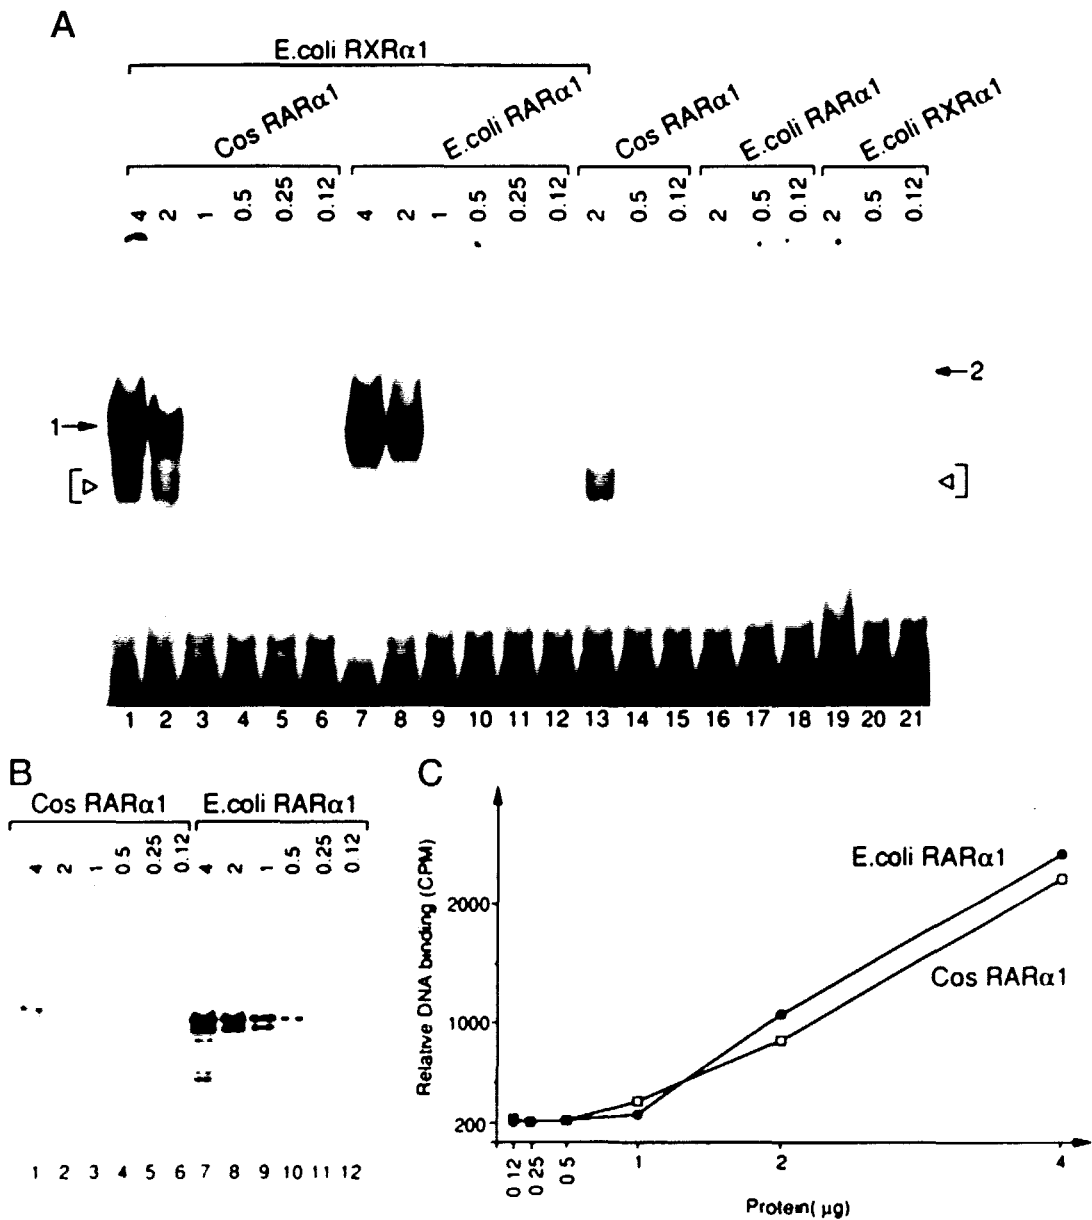 A
E.coli RXRα1
Cos RARα1 E.coli RARα1 Cos RARα1 E.coli RARα1 E.coli RXRα1
4 2 1 0.5 0.25 0.12 4 2 1 0.5 0.25 0.12 2 0.5 0.12 2 0.5 0.12 2 0.5 0.12
2
1
1 2 3 4 5 6 7 8 9 10 11 12 13 14 15 16 17 18 19 20 21
B
Cos RARα1 E.coli RARα1
4 2 1 0.5 0.25 0.12 4 2 1 0.5 0.25 0.12
1 2 3 4 5 6 7 8 9 10 11 12
C
Relative DNA binding (CPM)
2000
1000
200
E.coli RARα1
Cos RARα1
0 12 0 25 0 5 1 2 4
Protein( μg)